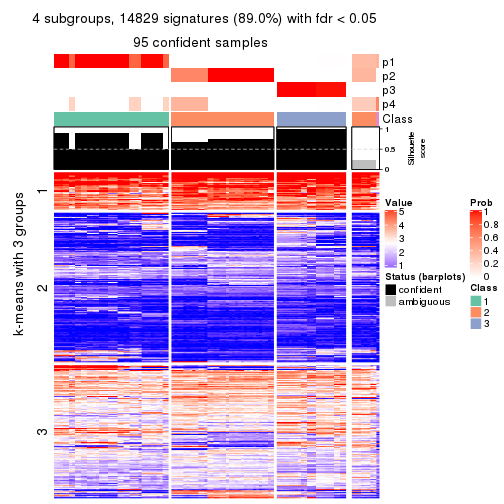 4 subgroups, 14829 signatures (89.0%) with fdr < 0.05
95 confident samples
p1
p2
p3
p4
Class
1
0.5
0
Silhouette
score
k-means with 3 groups
1
2
3
Value
5
4
3
2
1
Status (barplots)
confident
ambiguous
Prob
1
0.8
0.6
0.4
0.2
0
Class
1
2
3